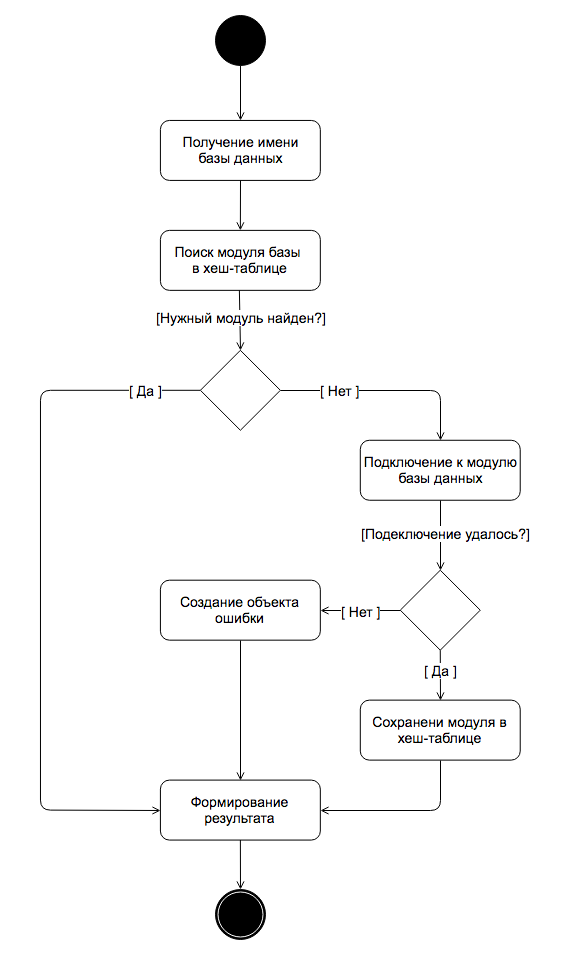 Получение имени
базы данных
Поиск модуля базы
в хеш-таблице
[Нужный модуль найден?]
[ Да ]
[ Нет ]
Подключение к модулю
базы данных
[Подеключение удалось?]
Создание объекта
ошибки
[ Нет ]
[ Да ]
Сохранени модуля в
хеш-таблице
Формирование
результата